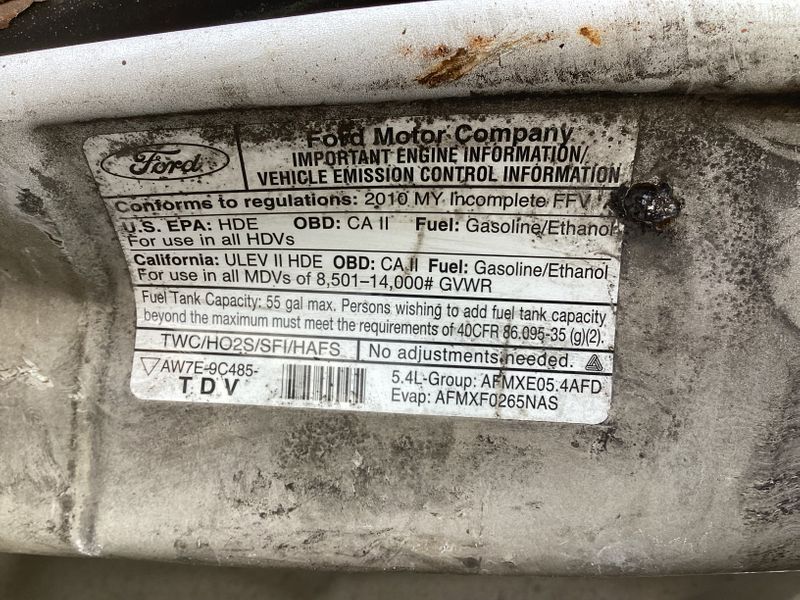 Ford
Ford Motor Company
IMPORTANT ENGINE INFORMATION/
VEHICLE EMISSION CONTROL INFORMATION
Conforms to regulations: 2010 MY Incomplete FFV
U.S. EPA: HDE OBD: CA II Fuel: Gasoline/Ethanol
For use in all HDVs
California: ULEV II HDE OBD: CA II Fuel: Gasoline/Ethanol
For use in all MDVs of 8,501–14,000# GVWR
Fuel Tank Capacity: 55 gal max. Persons wishing to add fuel tank capacity
beyond the maximum must meet the requirements of 40CFR 86.095-35 (g)(2).
TWC/HO2S/SFI/HAFS No adjustments needed.
AW7E-9C485-
TDV
5.4L-Group: AFMXE05.4AFD
Evap: AFMXF0265NAS